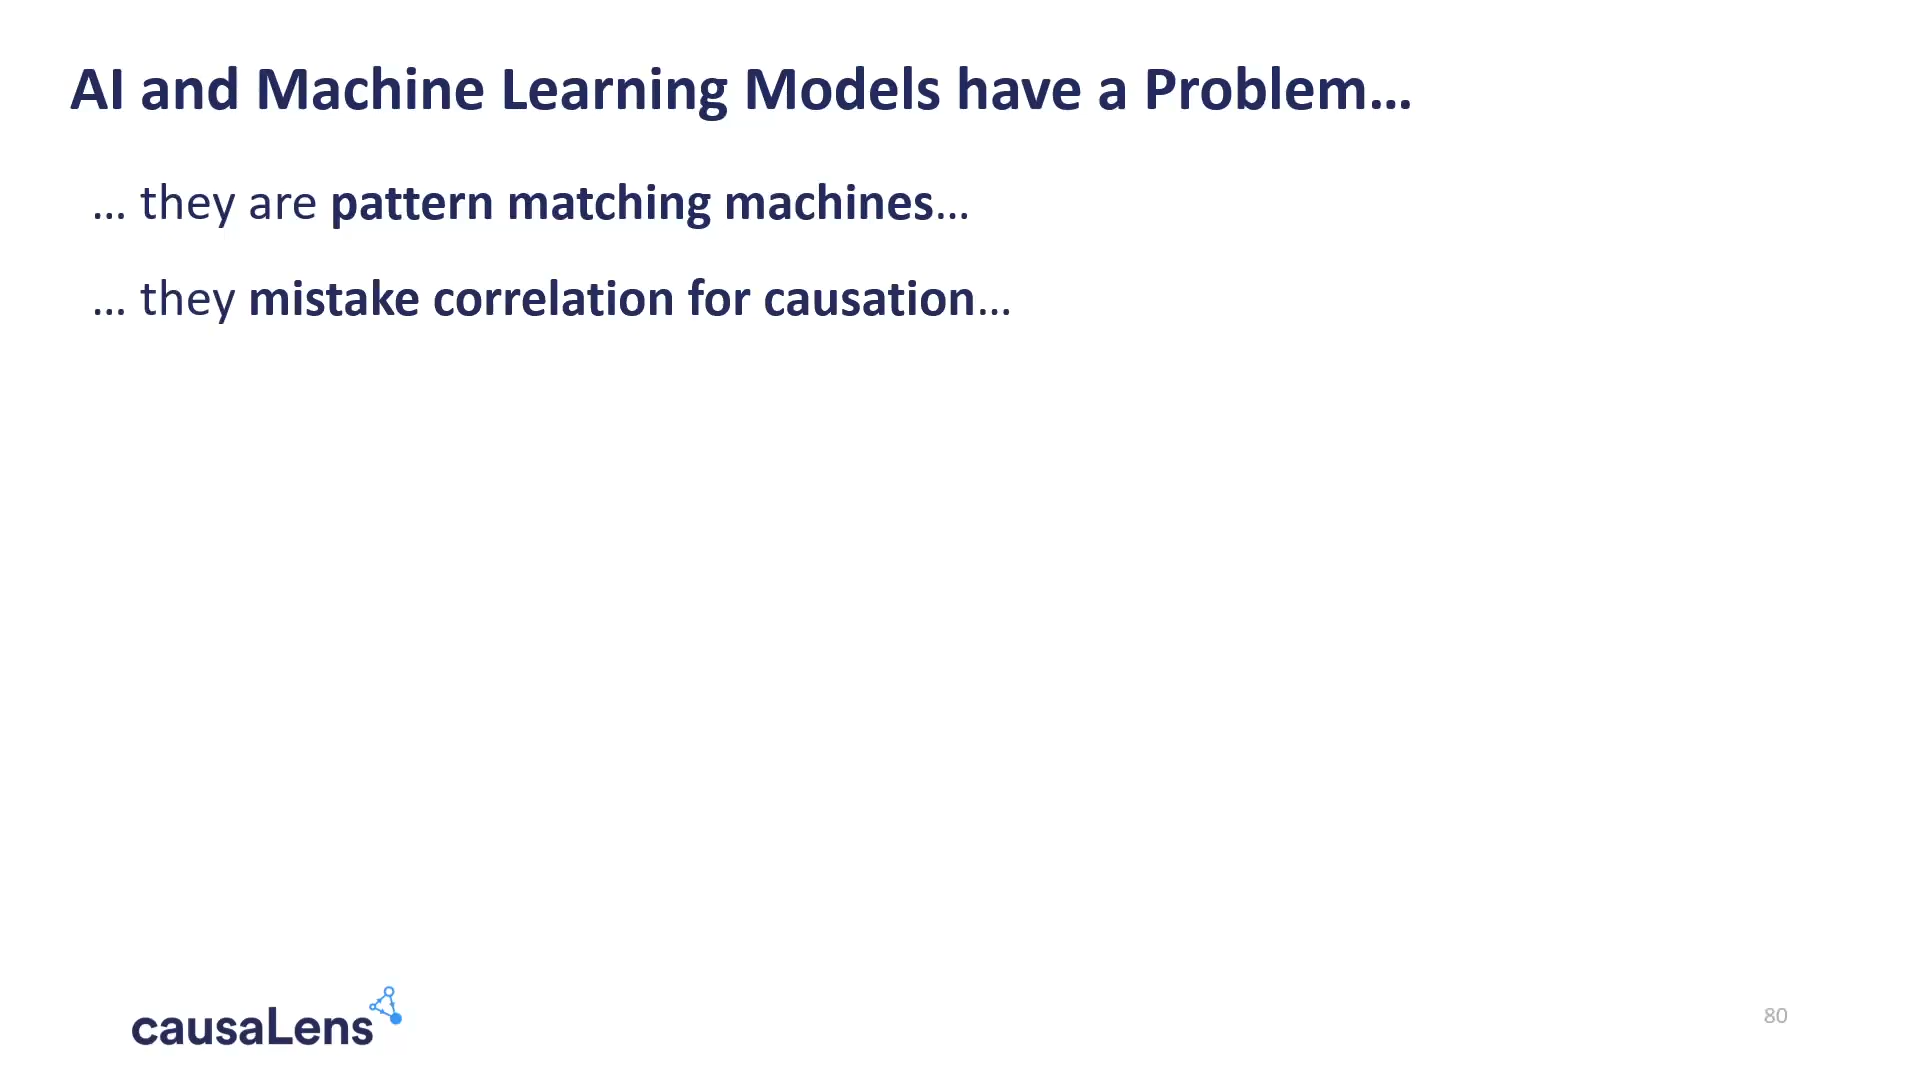 AI and Machine Learning Models have a Problem…
… they are pattern matching machines…
… they mistake correlation for causation…
causaLens
80